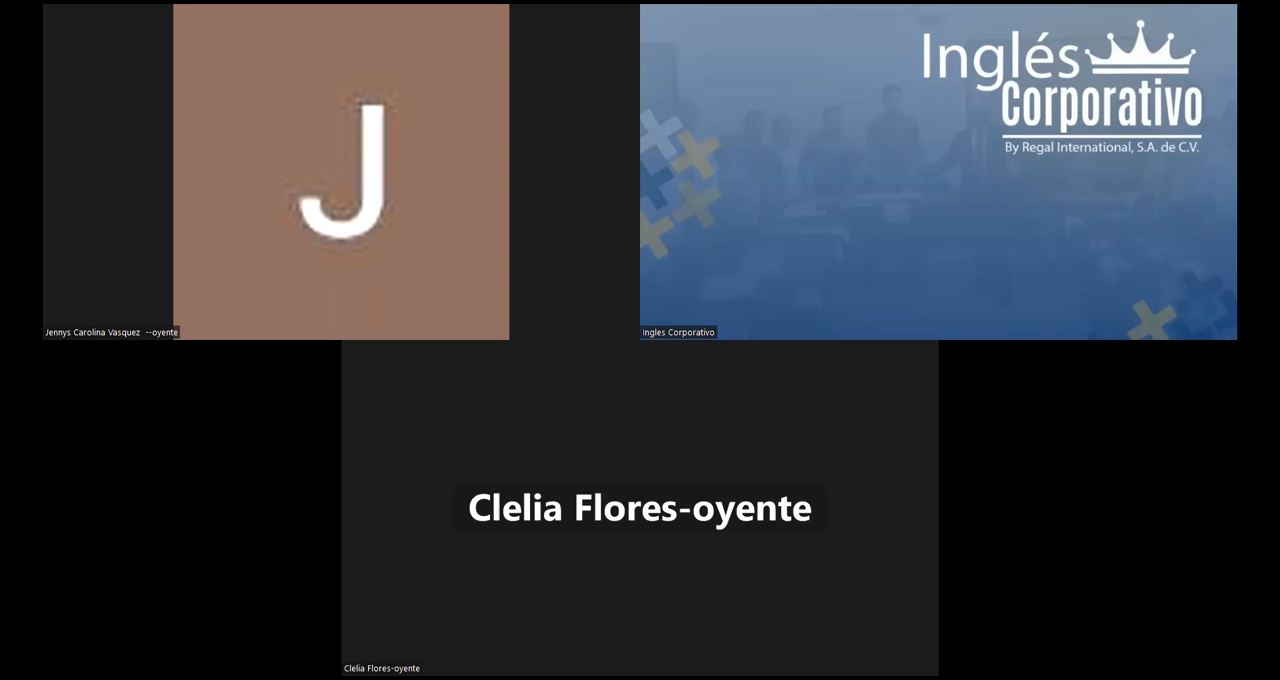 J
Jennys Carolina Vasquez --oyente
Inglés
Corporativo
By Regal International, S.A. de C.V.
Ingles Corporativo
Clelia Flores-oyente
Clelia Flores-oyente